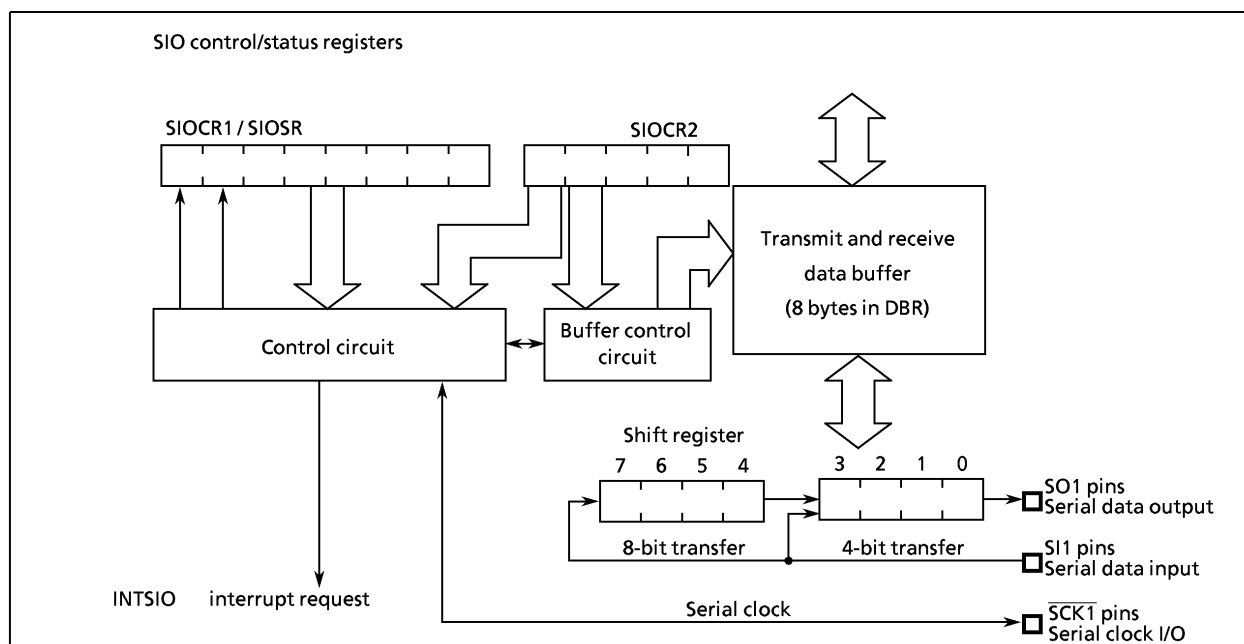 SIO control/status registers
SIOCR1 / SIOSR
SIOCR2
Transmit and receive
data buffer
(8 bytes in DBR)
Control circuit
Buffer control
circuit
Shift register
7 6 5 4
3 2 1 0
SO1 pins
Serial data output
8-bit transfer
4-bit transfer
SI1 pins
Serial data input
INTSIO interrupt request
Serial clock
SCK1 pins
Serial clock I/O